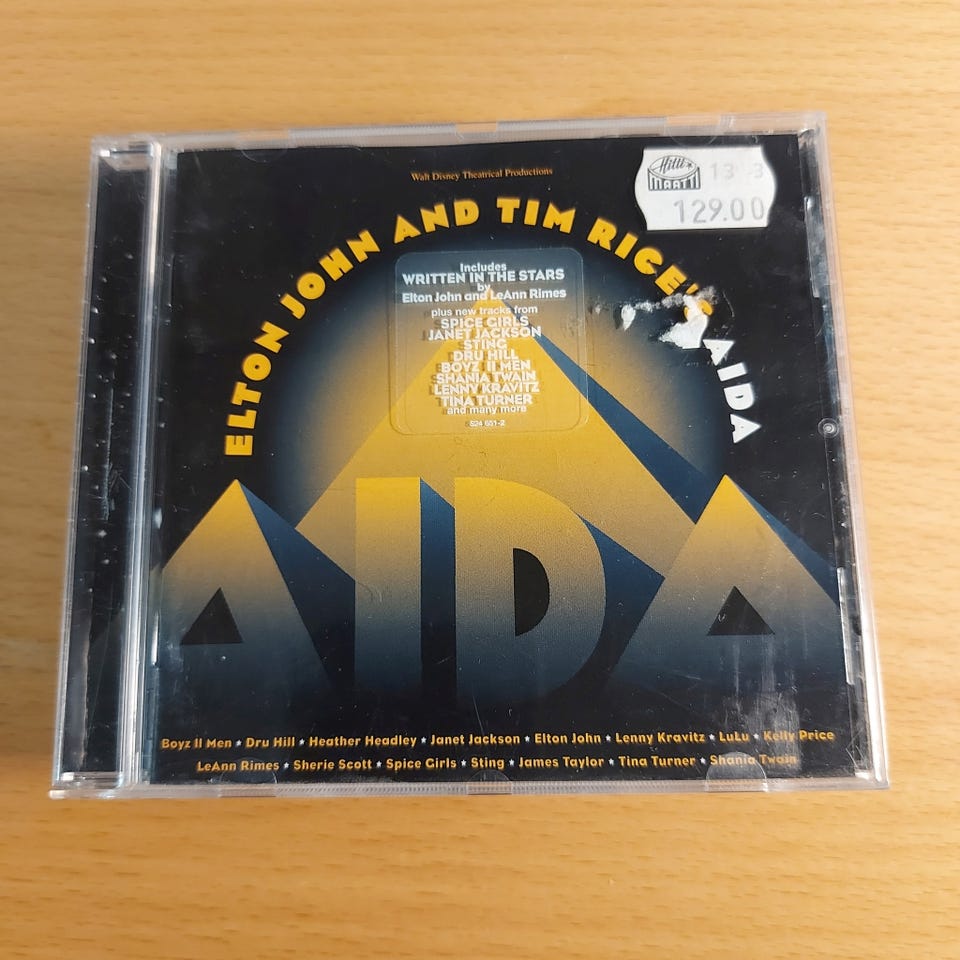 Walt Disney Theatrical Productions
Hitti
MAATTI
13 3
129.00
ELTON JOHN AND TIM RICE'S AIDA
Includes
WRITTEN IN THE STARS
by
Elton John and LeAnn Rimes
plus new tracks from
SPICE GIRLS
JANET JACKSON
STING
DRU HILL
BOYZ II MEN
SHANIA TWAIN
LENNY KRAVITZ
TINA TURNER
and many more
524 651-2
AIDA
Boyz II Men ★ Dru Hill ★ Heather Headley ★ Janet Jackson ★ Elton John ★ Lenny Kravitz ★ LuLu ★ Kelly Price
LeAnn Rimes ★ Sherie Scott ★ Spice Girls ★ Sting ★ James Taylor ★ Tina Turner ★ Shania Twain